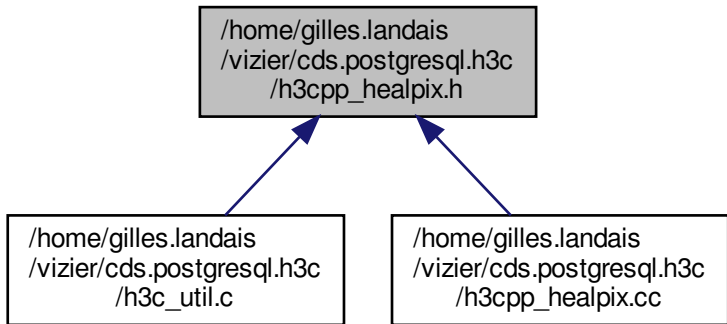 /home/gilles.landais
/vizier/cds.postgresql.h3c
/h3cpp_healpix.h
/home/gilles.landais
/vizier/cds.postgresql.h3c
/h3c_util.c
/home/gilles.landais
/vizier/cds.postgresql.h3c
/h3cpp_healpix.cc